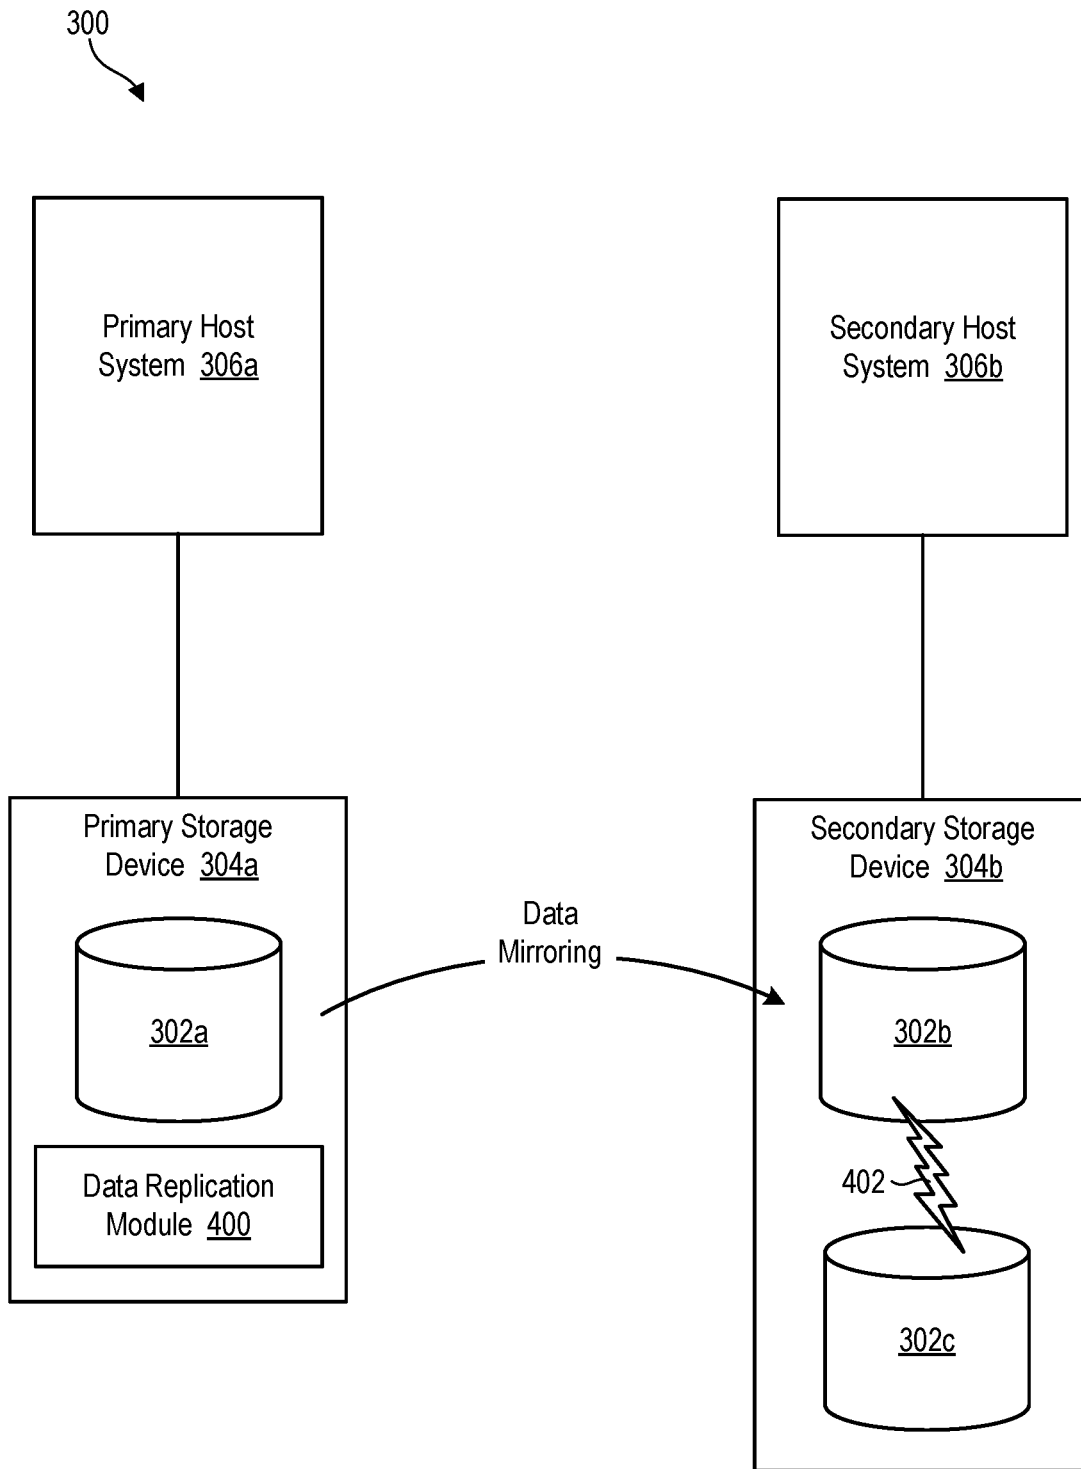 300
Primary Host
System 306a
Secondary Host
System 306b
Primary Storage
Device 304a
Secondary Storage
Device 304b
Data
Mirroring
302a
302b
Data Replication
Module 400
402
302c